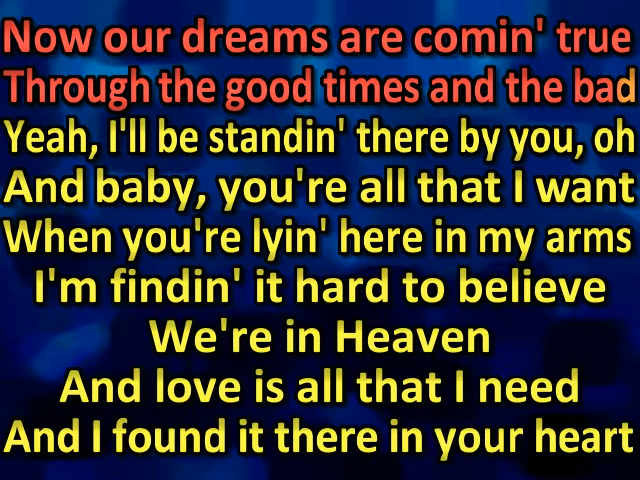 Now our dreams are comin' true
Through the good times and the bad
Yeah, I'll be standin' there by you, oh
And baby, you're all that I want
When you're lyin' here in my arms
I'm findin' it hard to believe
We're in Heaven
And love is all that I need
And I found it there in your heart